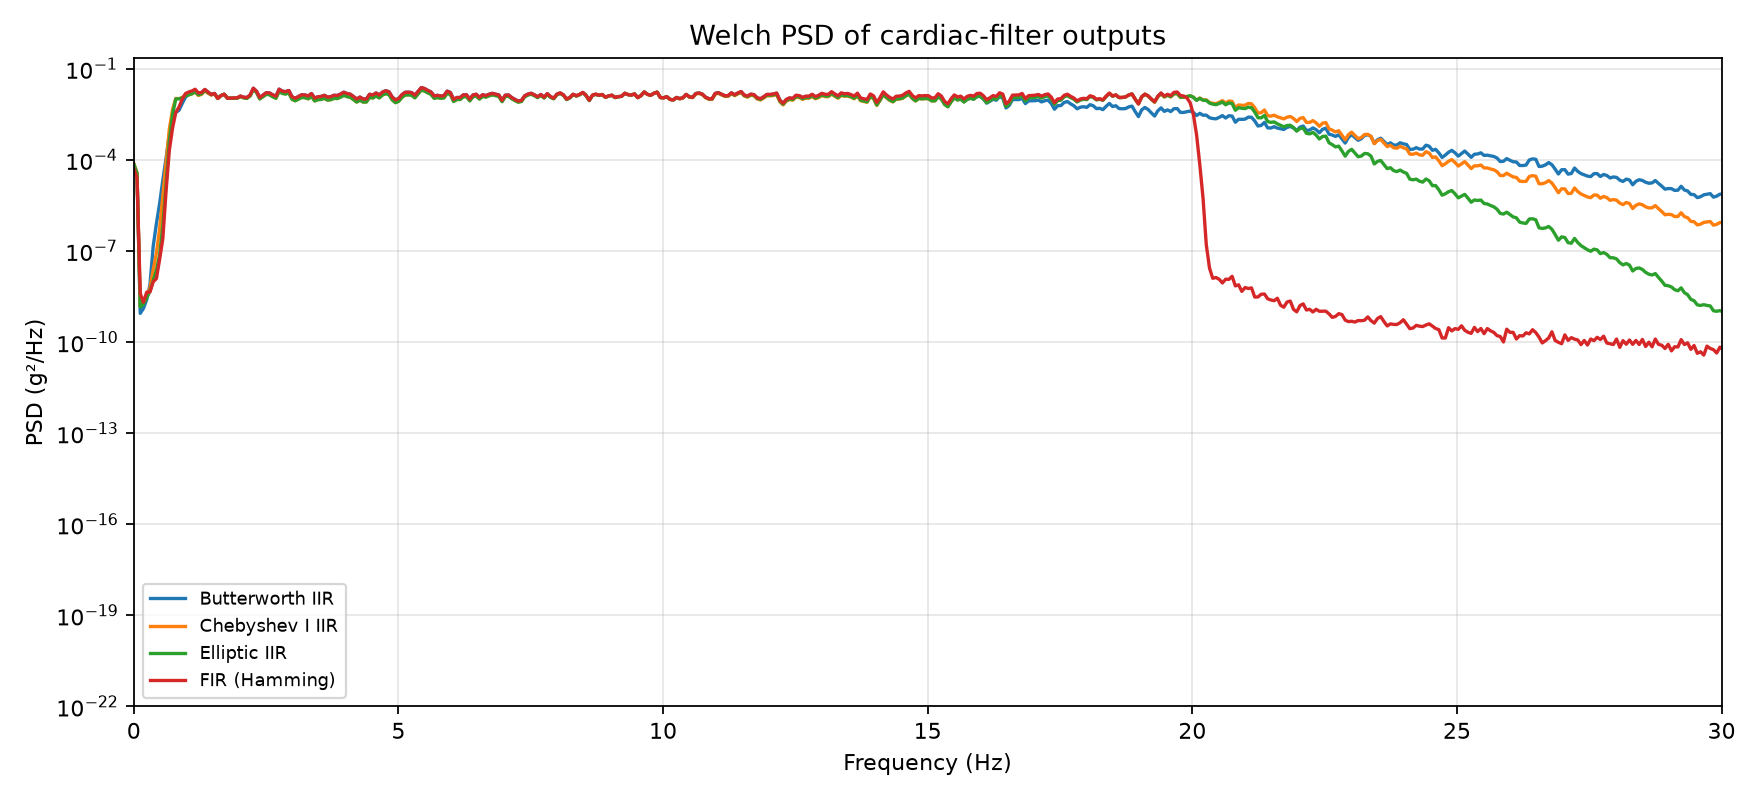 Welch PSD of cardiac-filter outputs
PSD (g²/Hz)
10⁻¹
10⁻⁴
10⁻⁷
10⁻¹⁰
10⁻¹³
10⁻¹⁶
10⁻¹⁹
10⁻²²
Butterworth IIR
Chebyshev I IIR
Elliptic IIR
FIR (Hamming)
0 5 10 15 20 25 30
Frequency (Hz)